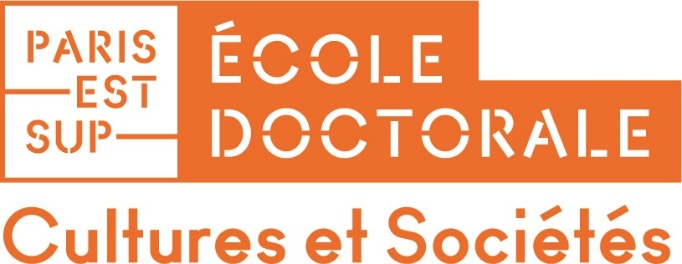 PARIS
EST
SUP
ÉCOLE
DOCTORALE
Cultures et Sociétés